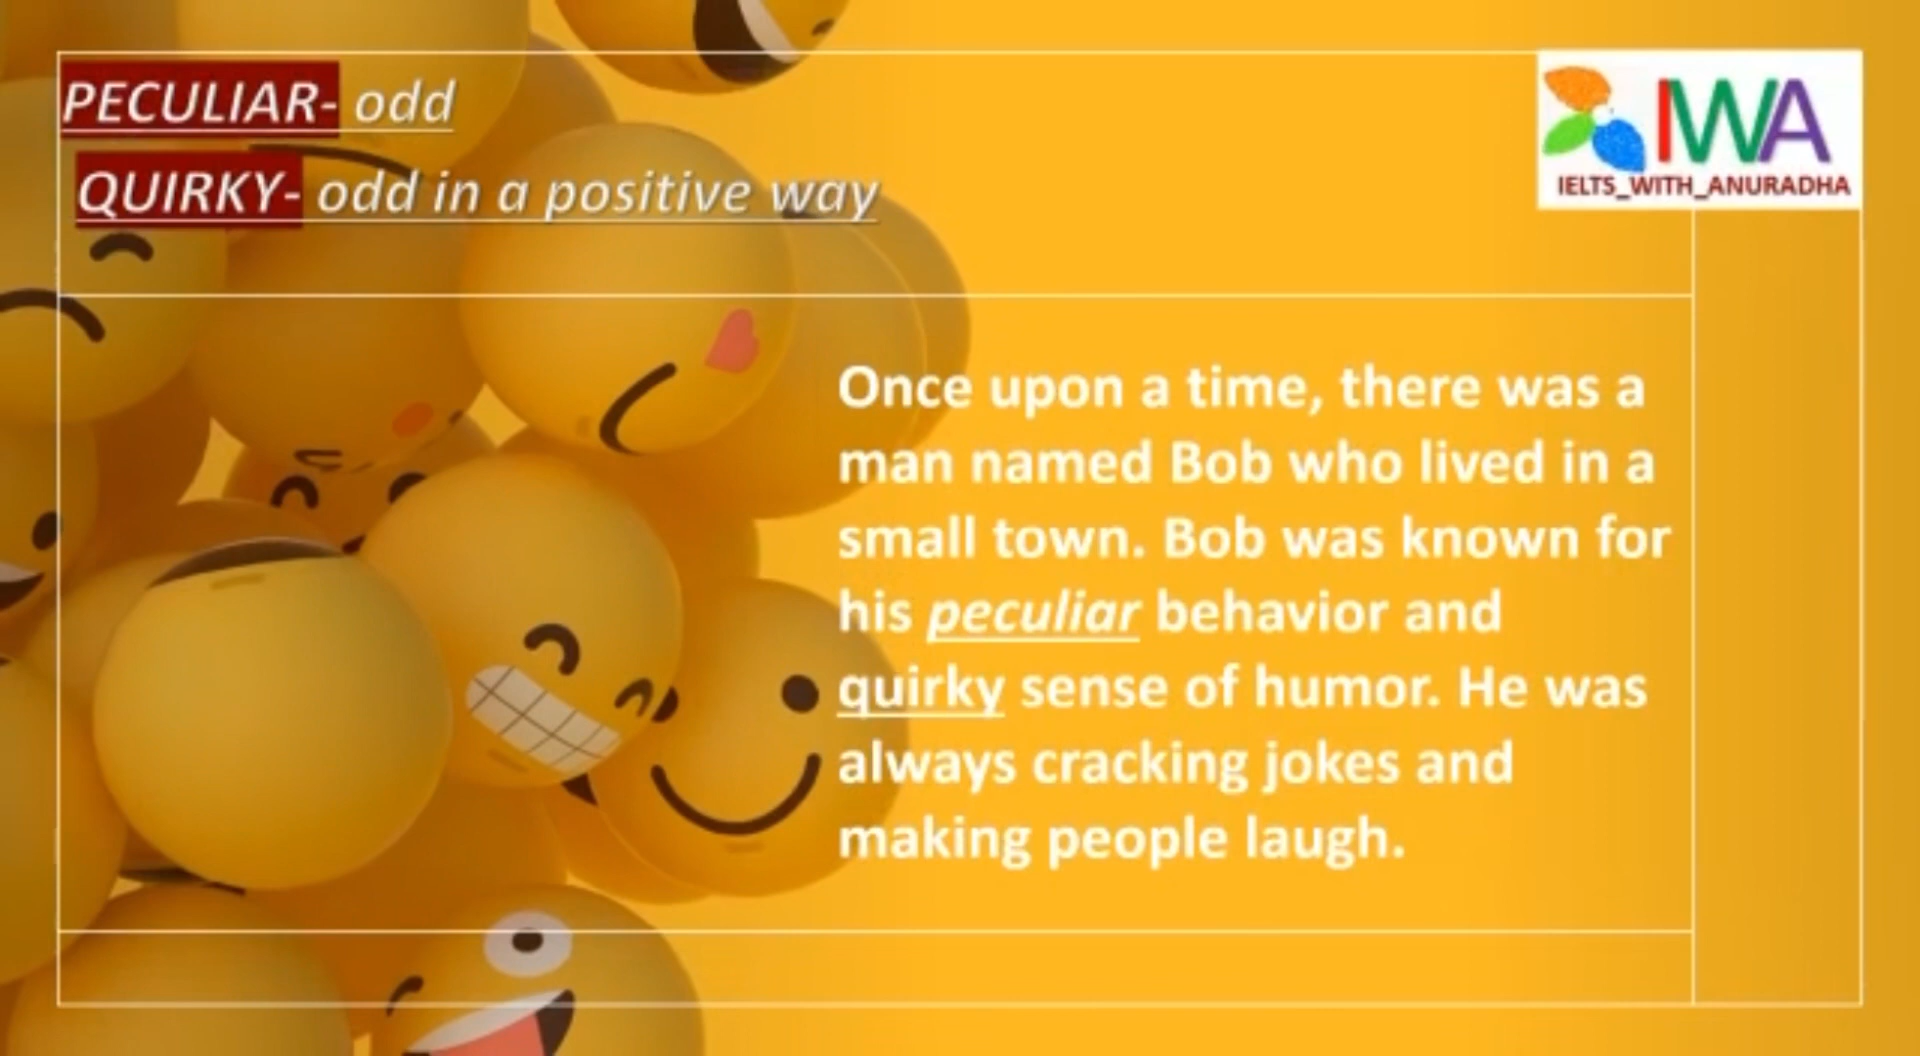 PECULIAR- odd
QUIRKY- odd in a positive way
IWA
IELTS_WITH_ANURADHA
Once upon a time, there was a
man named Bob who lived in a
small town. Bob was known for
his peculiar behavior and
quirky sense of humor. He was
always cracking jokes and
making people laugh.